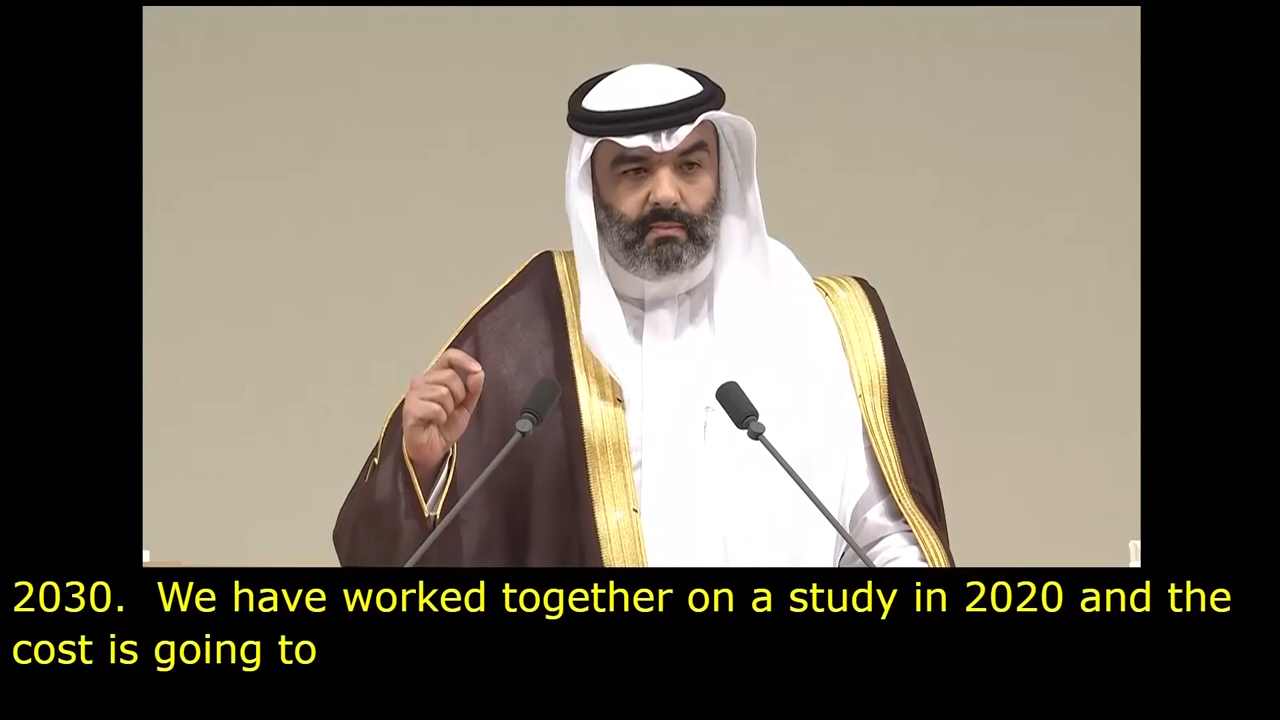 2030.  We have worked together on a study in 2020 and the
cost is going to